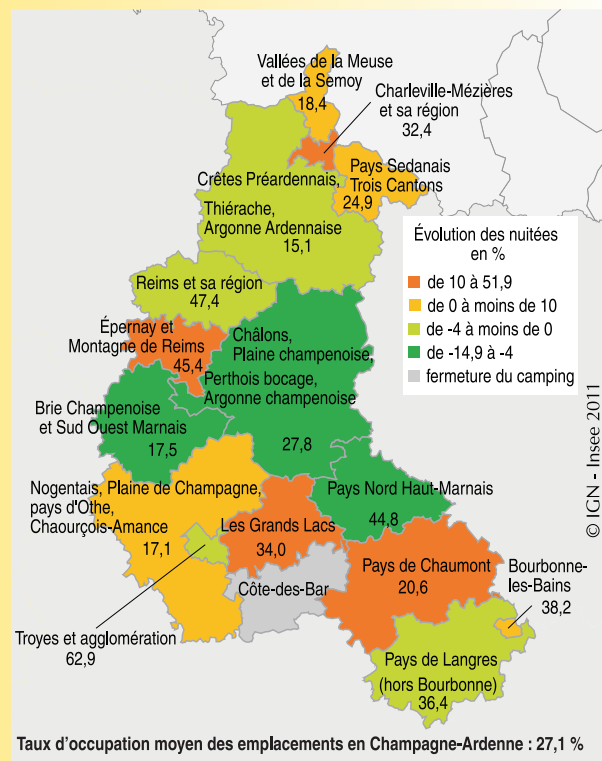 Vallées de la Meuse
et de la Semoy
18,4
Charleville-Mézières
et sa région
32,4
Pays Sedanais
Trois Cantons
24,9
Crêtes Préardennais,
Thiérache,
Argonne Ardennaise
15,1
Évolution des nuitées
en %
de 10 à 51,9
de 0 à moins de 10
de -4 à moins de 0
de -14,9 à -4
fermeture du camping
Reims et sa région
47,4
Épernay et
Montagne de Reims
45,4
Châlons,
Plaine champenoise,
Perthois bocage,
Argonne champenoise
27,8
Brie Champenoise
et Sud Ouest Marnais
17,5
Pays Nord Haut-Marnais
44,8
Nogentais, Plaine de Champagne,
pays d'Othe,
Chaourçois-Amance
17,1
Les Grands Lacs
34,0
Pays de Chaumont
20,6
Bourbonne-
les-Bains
38,2
Côte-des-Bar
Troyes et agglomération
62,9
Pays de Langres
(hors Bourbonne)
36,4
© IGN - Insee 2011
Taux d'occupation moyen des emplacements en Champagne-Ardenne : 27,1 %